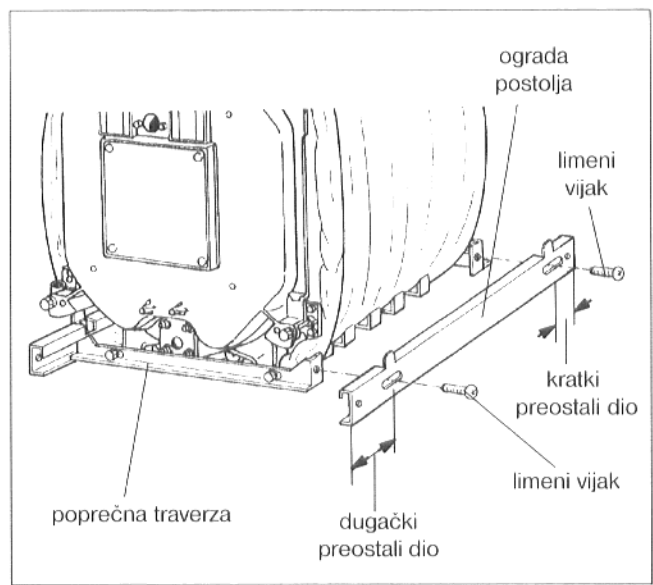 ograda
postolja
limeni
vijak
kratki
preostali dio
limeni vijak
poprečna traverza
dugački
preostali dio